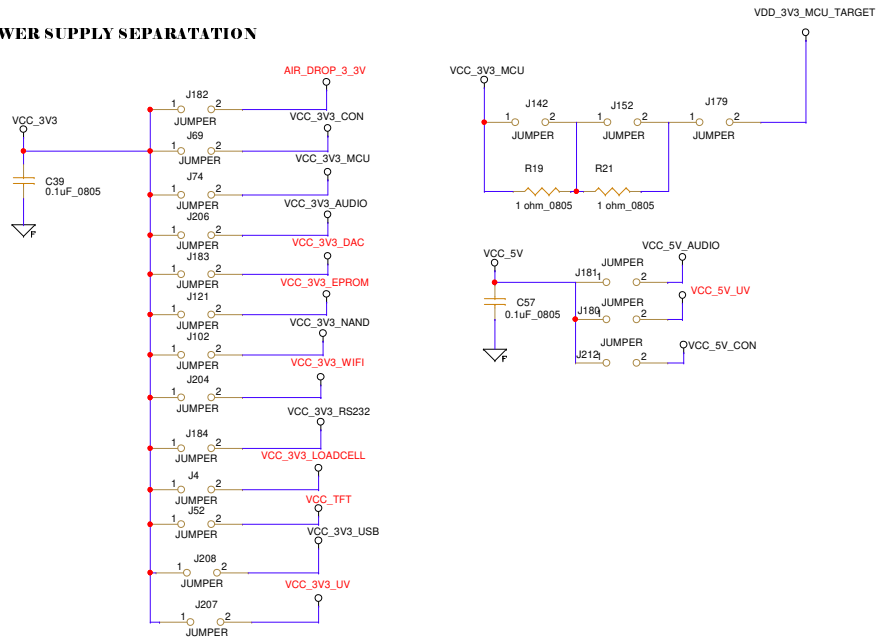 WER SUPPLY SEPARATATION
VCC_3V3
C39
0.1uF_0805
F
AIR_DROP_3_3V
J182
1 2
JUMPER
VCC_3V3_CON
J69
1 2
JUMPER
VCC_3V3_MCU
J74
1 2
JUMPER
VCC_3V3_AUDIO
J206
1 2
JUMPER
VCC_3V3_DAC
J183
1 2
JUMPER
VCC_3V3_EPROM
J121
1 2
JUMPER
VCC_3V3_NAND
J102
1 2
JUMPER
VCC_3V3_WIFI
J204
1 2
JUMPER
VCC_3V3_RS232
J184
1 2
JUMPER
VCC_3V3_LOADCELL
J4
1 2
JUMPER
VCC_TFT
J52
1 2
JUMPER
VCC_3V3_USB
J208
1 2
JUMPER
VCC_3V3_UV
J207
1 2
JUMPER
VDD_3V3_MCU_TARGET
VCC_3V3_MCU
J142
1 2
JUMPER
J152
1 2
JUMPER
J179
1 2
JUMPER
R19
1 ohm_0805
R21
1 ohm_0805
VCC_5V
C57
0.1uF_0805
F
VCC_5V_AUDIO
JUMPER
J181
1 2
VCC_5V_UV
JUMPER
J180
1 2
VCC_5V_CON
JUMPER
J212
1 2